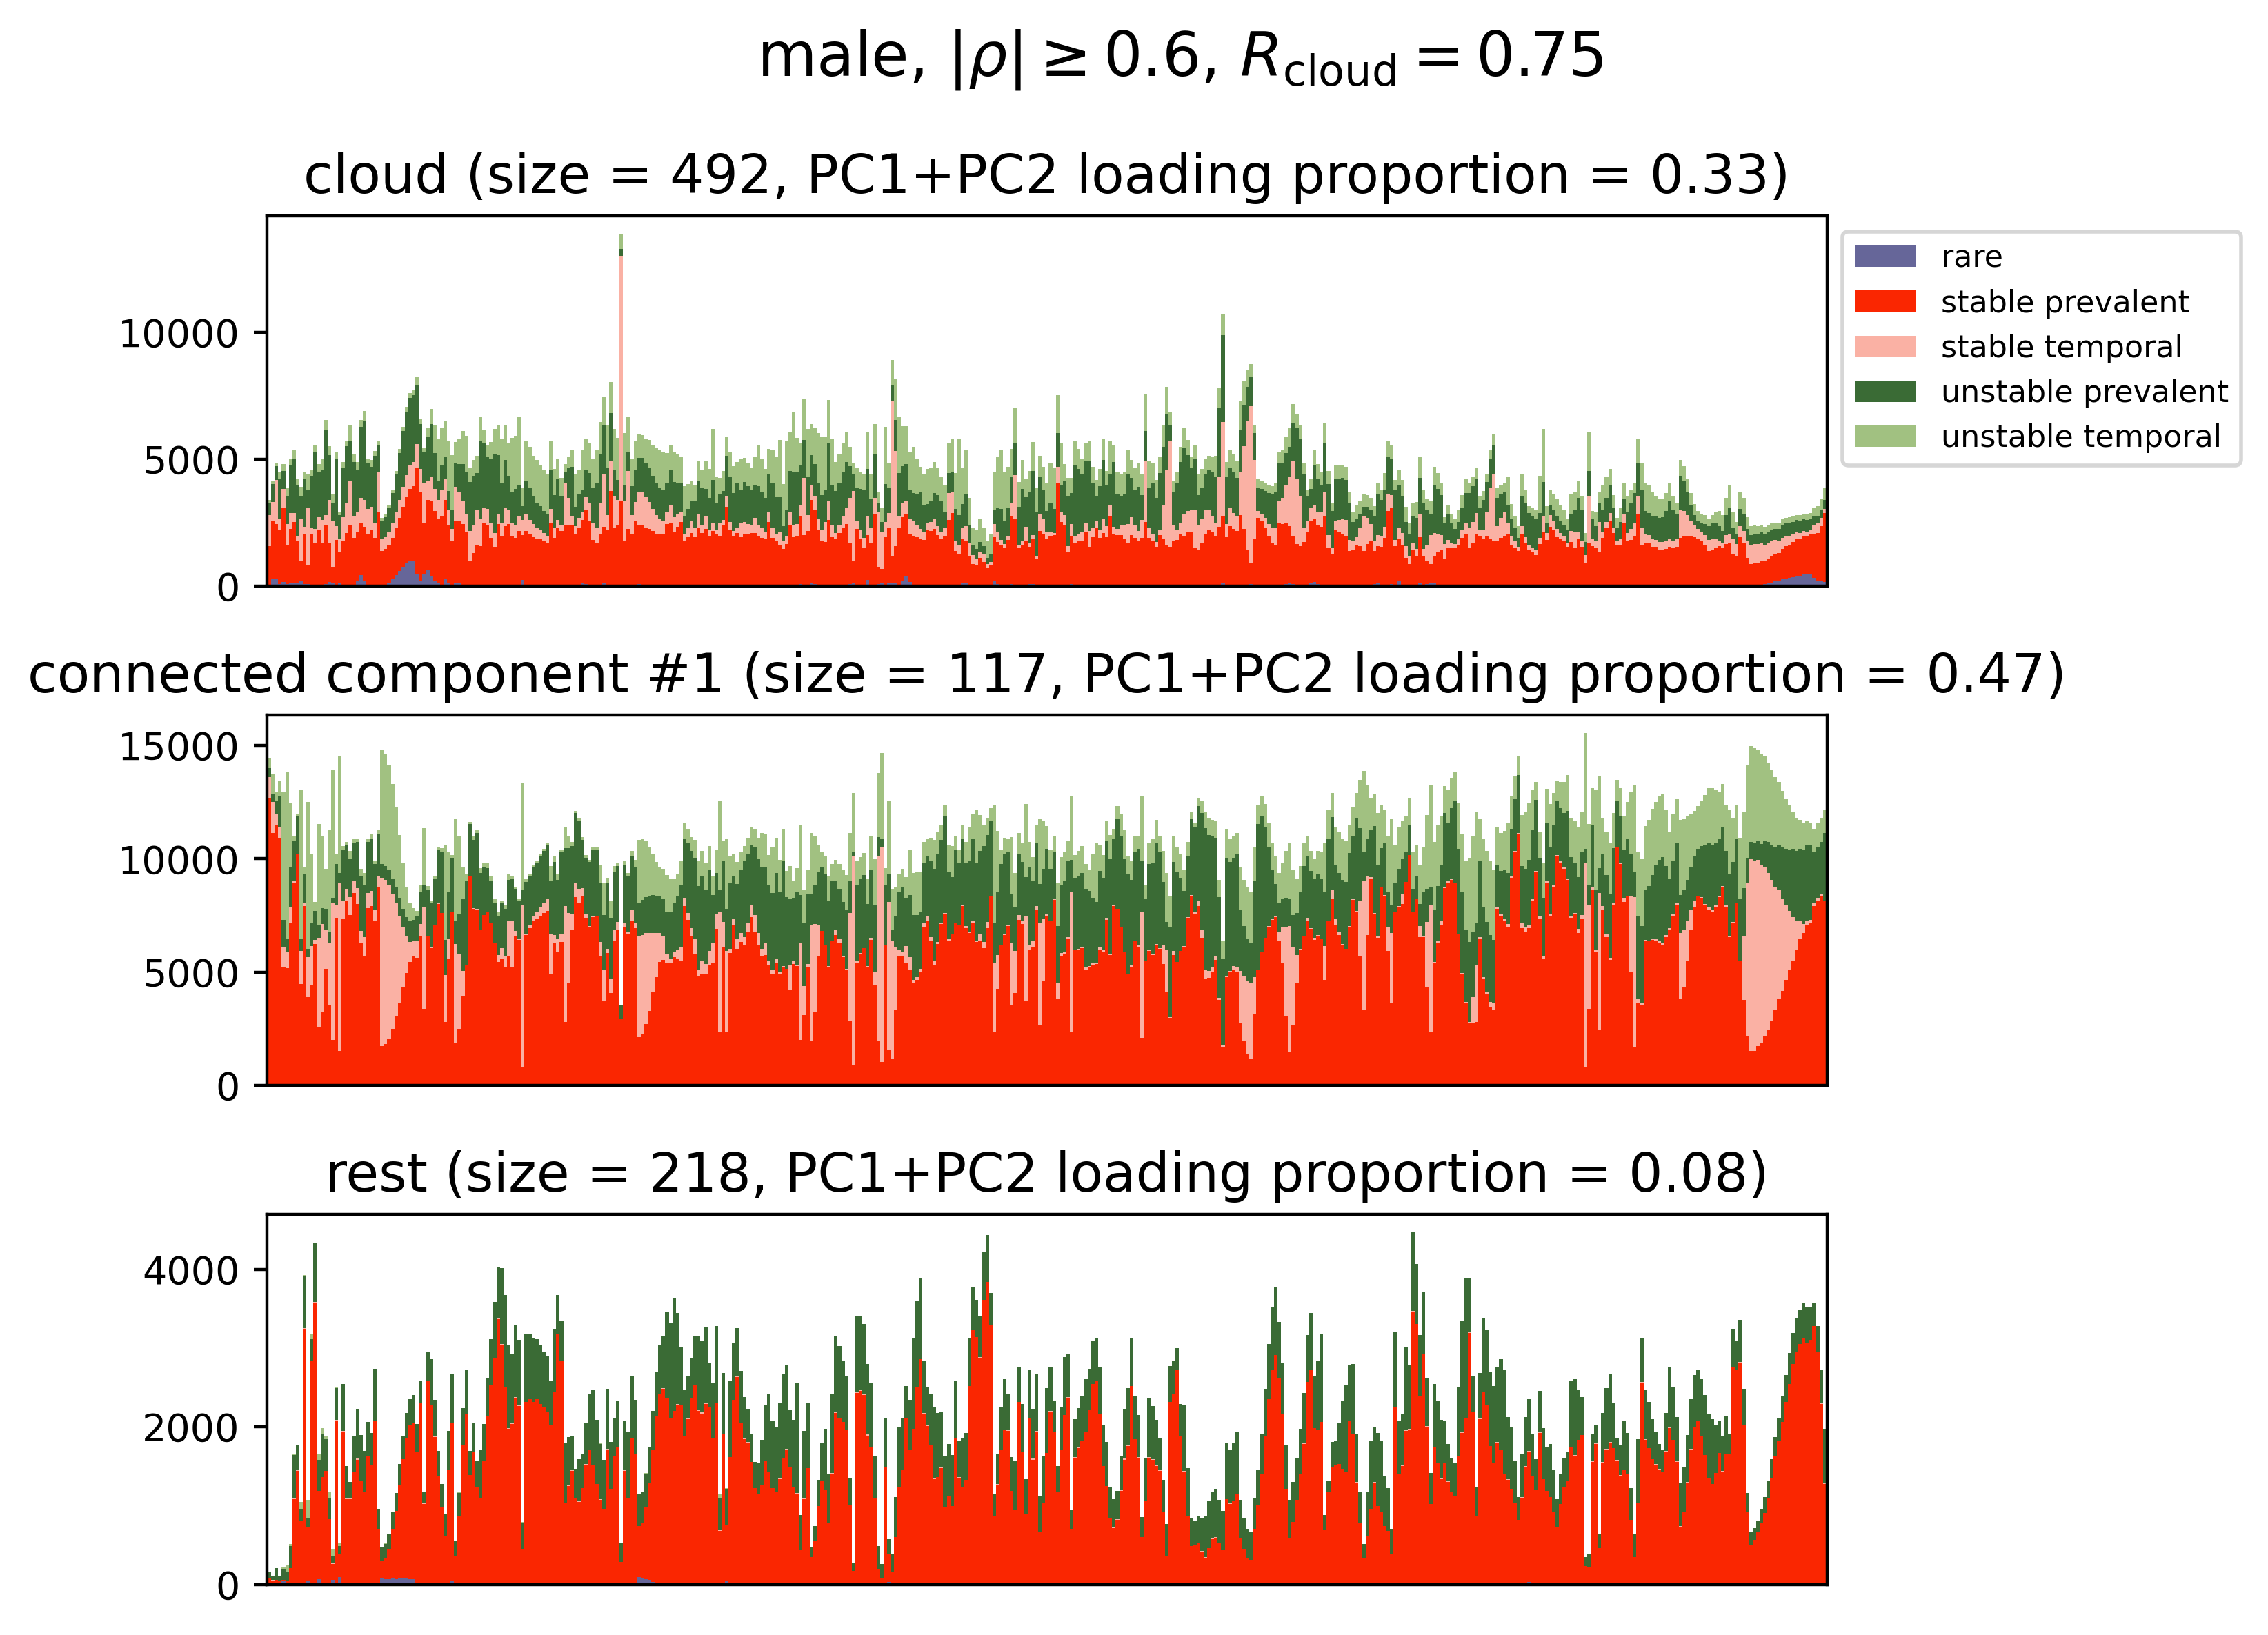 male, |ρ| ≥ 0.6, R_cloud = 0.75
cloud (size = 492, PC1+PC2 loading proportion = 0.33)
10000
5000
0
rare
stable prevalent
stable temporal
unstable prevalent
unstable temporal
connected component #1 (size = 117, PC1+PC2 loading proportion = 0.47)
15000
10000
5000
0
rest (size = 218, PC1+PC2 loading proportion = 0.08)
4000
2000
0